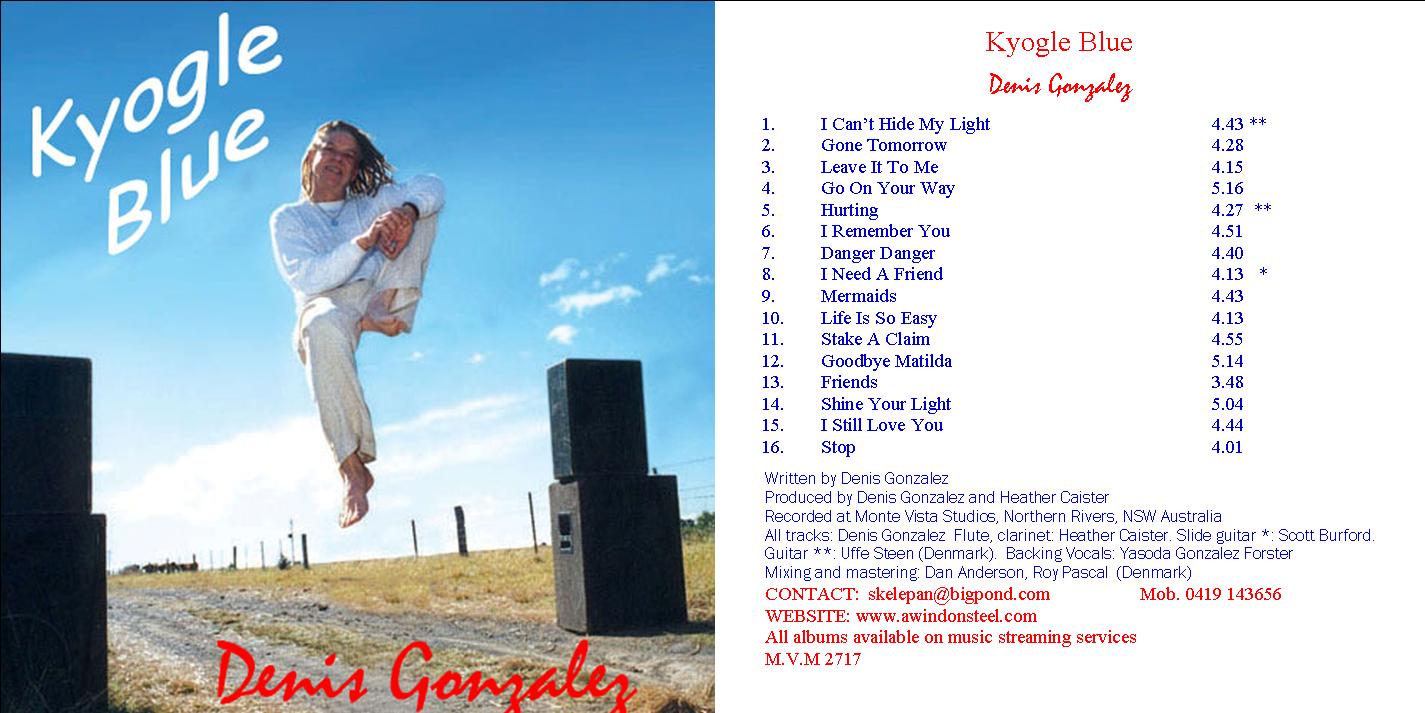 Kyogle
Blue
Denis Gonzalez
Kyogle Blue
Denis Gonzalez
1. I Can't Hide My Light 4.43 **
2. Gone Tomorrow 4.28
3. Leave It To Me 4.15
4. Go On Your Way 5.16
5. Hurting 4.27 **
6. I Remember You 4.51
7. Danger Danger 4.40
8. I Need A Friend 4.13 *
9. Mermaids 4.43
10. Life Is So Easy 4.13
11. Stake A Claim 4.55
12. Goodbye Matilda 5.14
13. Friends 3.48
14. Shine Your Light 5.04
15. I Still Love You 4.44
16. Stop 4.01
Written by Denis Gonzalez
Produced by Denis Gonzalez and Heather Caister
Recorded at Monte Vista Studios, Northern Rivers, NSW Australia
All tracks: Denis Gonzalez Flute, clarinet: Heather Caister. Slide guitar *: Scott Burford.
Guitar **: Uffe Steen (Denmark). Backing Vocals: Yasoda Gonzalez Forster
Mixing and mastering: Dan Anderson, Roy Pascal (Denmark)
CONTACT: skelepan@bigpond.com Mob. 0419 143656
WEBSITE: www.awindonsteel.com
All albums available on music streaming services
M.V.M 2717